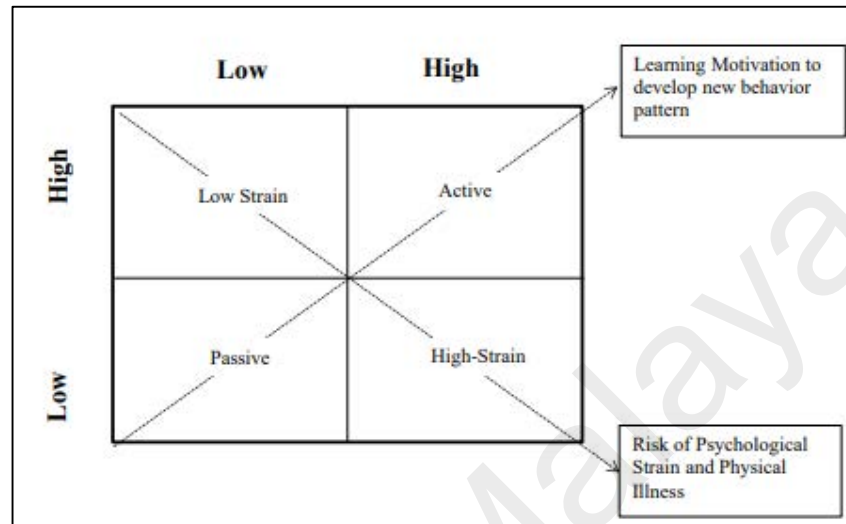 Low High
Learning Motivation to
develop new behavior
pattern
High
Low Strain
Active
Passive
High-Strain
Low
Risk of Psychological
Strain and Physical
Illness
Malaya